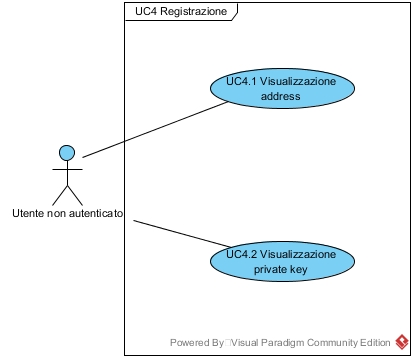 UC4 Registrazione
UC4.1 Visualizzazione
address
Utente non autenticato
UC4.2 Visualizzazione
private key
Powered By Visual Paradigm Community Edition